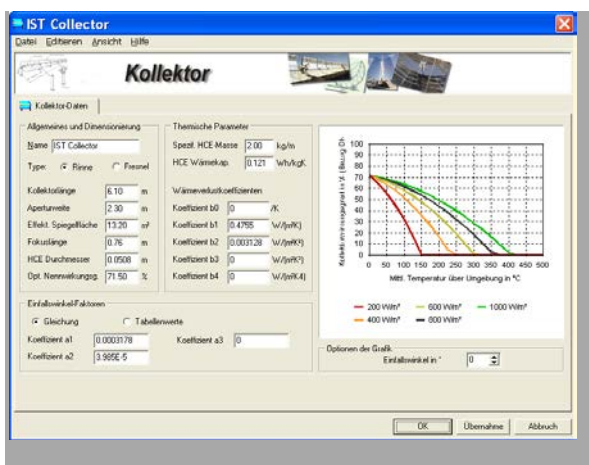 IST Collector
Datei Editieren Ansicht Hilfe
Kollektor
Kollektor-Daten
Allgemeines und Dimensionierung
Name IST Collector
Type: Rinne Fresnel
Kollektorlänge 6.10 m
Aperturweite 2.30 m
Effekt. Spiegelfläche 13.20 m²
Fokuslänge 0.76 m
HCE Durchmesser 0.0508 m
Opt. Nennwirkungsg. 71.50 %
Thermische Parameter
Spezif. HCE-Masse 2.00 kg/m
HCE Wärmekap. 0.121 Wh/kgK
Wärmeverlustkoeffizienten
Koeffizient b0 0 /K
Koeffizient b1 0.4755 W/(m²K)
Koeffizient b2 0.003128 W/(m²K²)
Koeffizient b3 0 W/(m²K³)
Koeffizient b4 0 W/(m²K4)
Einfallswinkel-Faktoren
Gleichung Tabellenwerte
Koeffizient a1 0.0003178
Koeffizient a2 3.985E-5
Koeffizient a3 0
100
90
80
70
60
50
40
30
20
10
0
0 50 100 150 200 250 300 350 400 450 500
Mittl. Temperatur über Umgebung in °C
200 W/m² 600 W/m² 1000 W/m²
400 W/m² 800 W/m²
Optionen der Grafik
Einfallswinkel in ° 0
OK Übernahme Abbruch